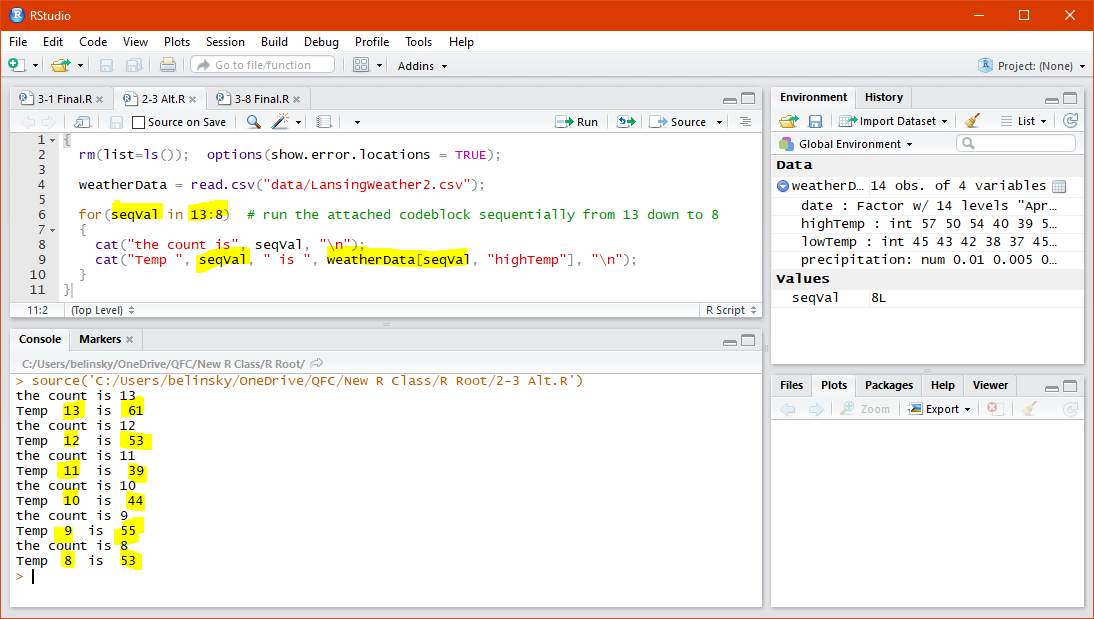 RStudio
File Edit Code View Plots Session Build Debug Profile Tools Help
Go to file/function Addins Project: (None)
3-1 Final.R 2-3 Alt.R 3-8 Final.R
Source on Save Run Source
1 {
2 rm(list=ls());  options(show.error.locations = TRUE);
3
4 weatherData = read.csv("data/LansingWeather2.csv");
5
6 for(seqVal in 13:8)  # run the attached codeblock sequentially from 13 down to 8
7 {
8 cat("the count is", seqVal, "\n");
9 cat("Temp ", seqVal, " is ", weatherData[seqVal, "highTemp"], "\n");
10 }
11 }
11:2 (Top Level) R Script
Console Markers
C:/Users/belinsky/OneDrive/QFC/New R Class/R Root/
> source('C:/Users/belinsky/OneDrive/QFC/New R Class/R Root/2-3 Alt.R')
the count is 13
Temp  13  is  61
the count is 12
Temp  12  is  53
the count is 11
Temp  11  is  39
the count is 10
Temp  10  is  44
the count is 9
Temp  9  is  55
the count is 8
Temp  8  is  53
>
Environment History
Import Dataset List
Global Environment
Data
weatherD… 14 obs. of 4 variables
date : Factor w/ 14 levels "Apr…
highTemp : int 57 50 54 40 39 5…
lowTemp : int 45 43 42 38 37 45…
precipitation: num 0.01 0.005 0…
Values
seqVal 8L
Files Plots Packages Help Viewer
Zoom Export